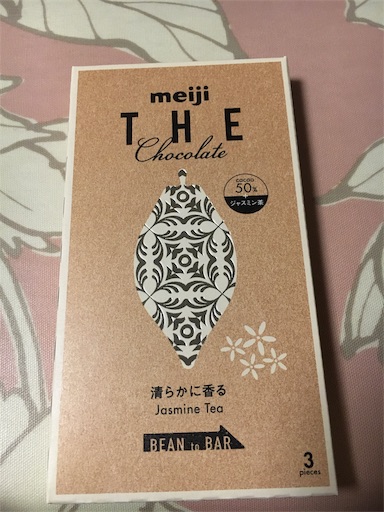 meiji
THE
Chocolate
cacao
50%
ジャスミン茶
清らかに香る
Jasmine Tea
BEAN to BAR
3
pieces